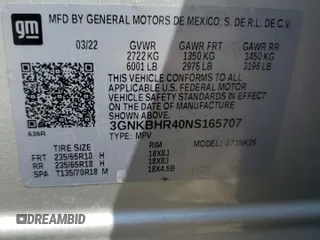 gm
MFD BY GENERAL MOTORS DE MEXICO, S. DE R.L. DE C.V.
03/22 GVWR GAWR FRT GAWR RR
2722 KG 1350 KG 1450 KG
6001 LB 2976 LB 3196 LB
THIS VEHICLE CONFORMS TO ALL
APPLICABLE U.S. FEDERAL MOTOR
VEHICLE
IN EFFECT ON THE DATE OF MANUFACTURE
SHOWN ABOVE.
3GNKBHR40NS165707
TYPE: MPV MODEL:
TIRE SIZE RIM
FRT 235/65R18 H 18X8J
RR 235/65R18 H 18X8J
SPA T135/70R18 M 18X4.5B
DREAMBID